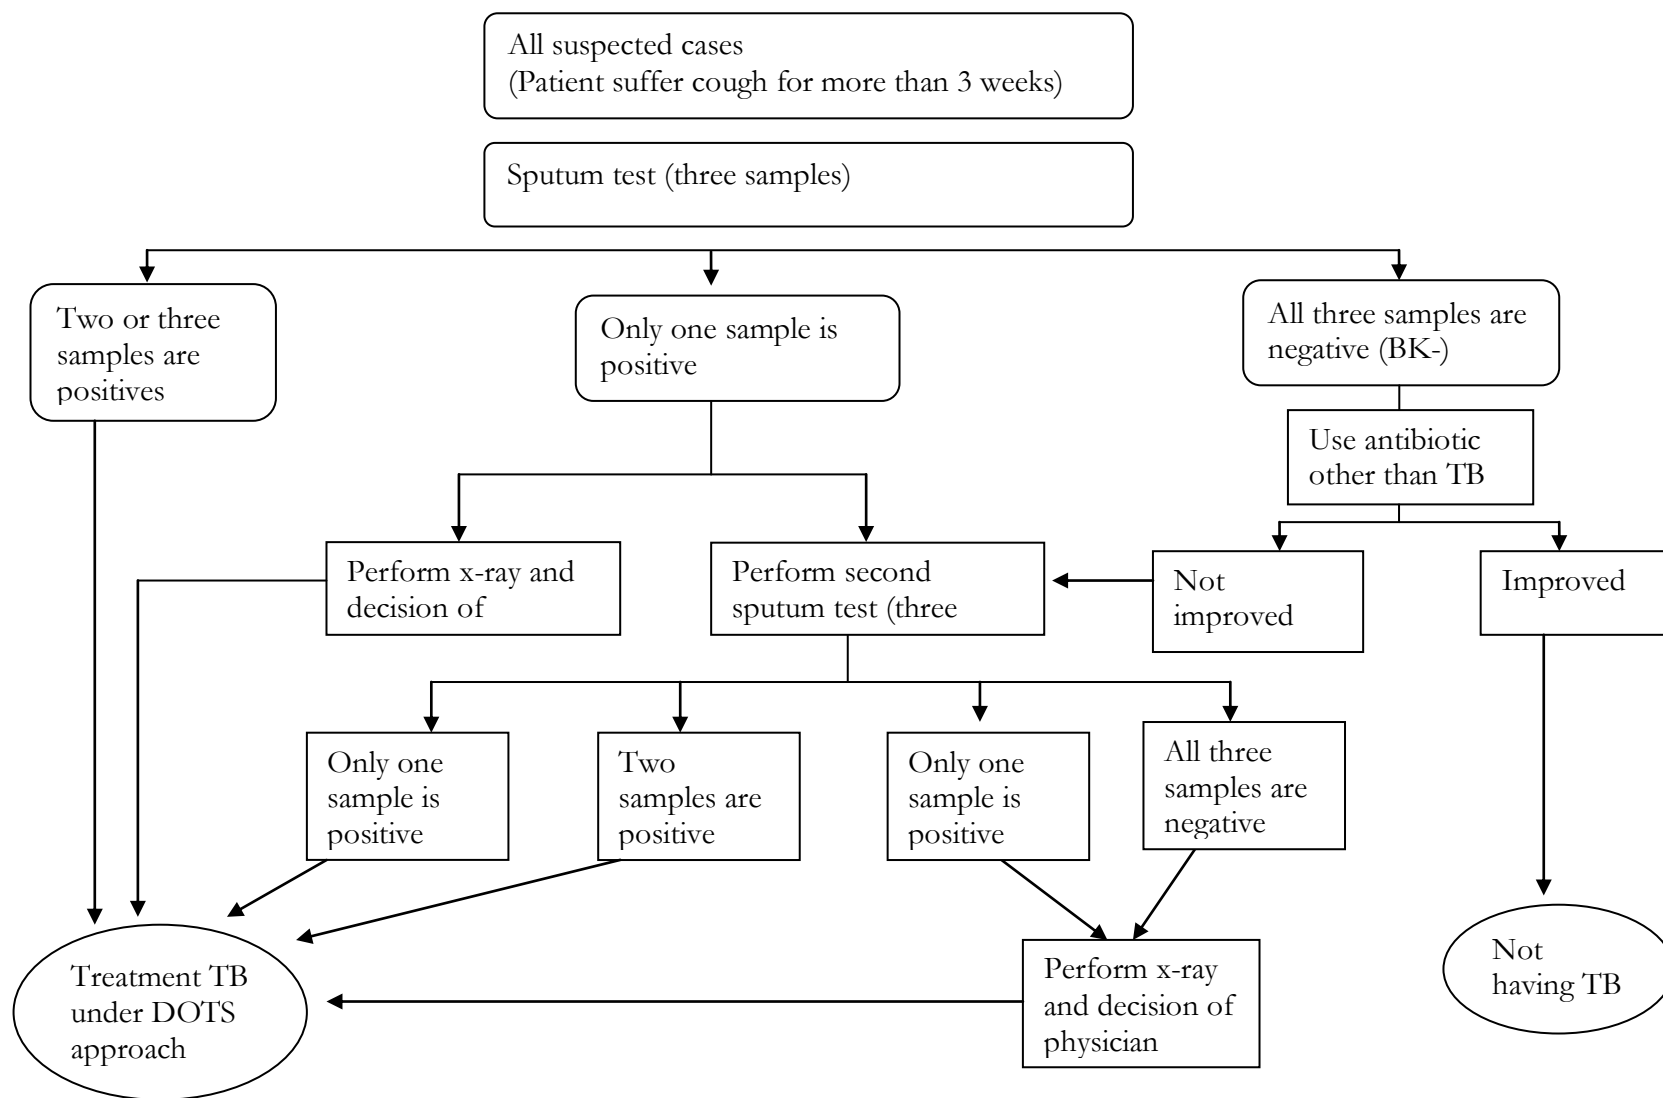 All suspected cases
(Patient suffer cough for more than 3 weeks)
Sputum test (three samples)
Two or three
samples are
positives
Only one sample is
positive
All three samples are
negative (BK-)
Use antibiotic
other than TB
Perform x-ray and
decision of
Perform second
sputum test (three
Not
improved
Improved
Only one
sample is
positive
Two
samples are
positive
Only one
sample is
positive
All three
samples are
negative
Treatment TB
under DOTS
approach
Perform x-ray
and decision of
physician
Not
having TB